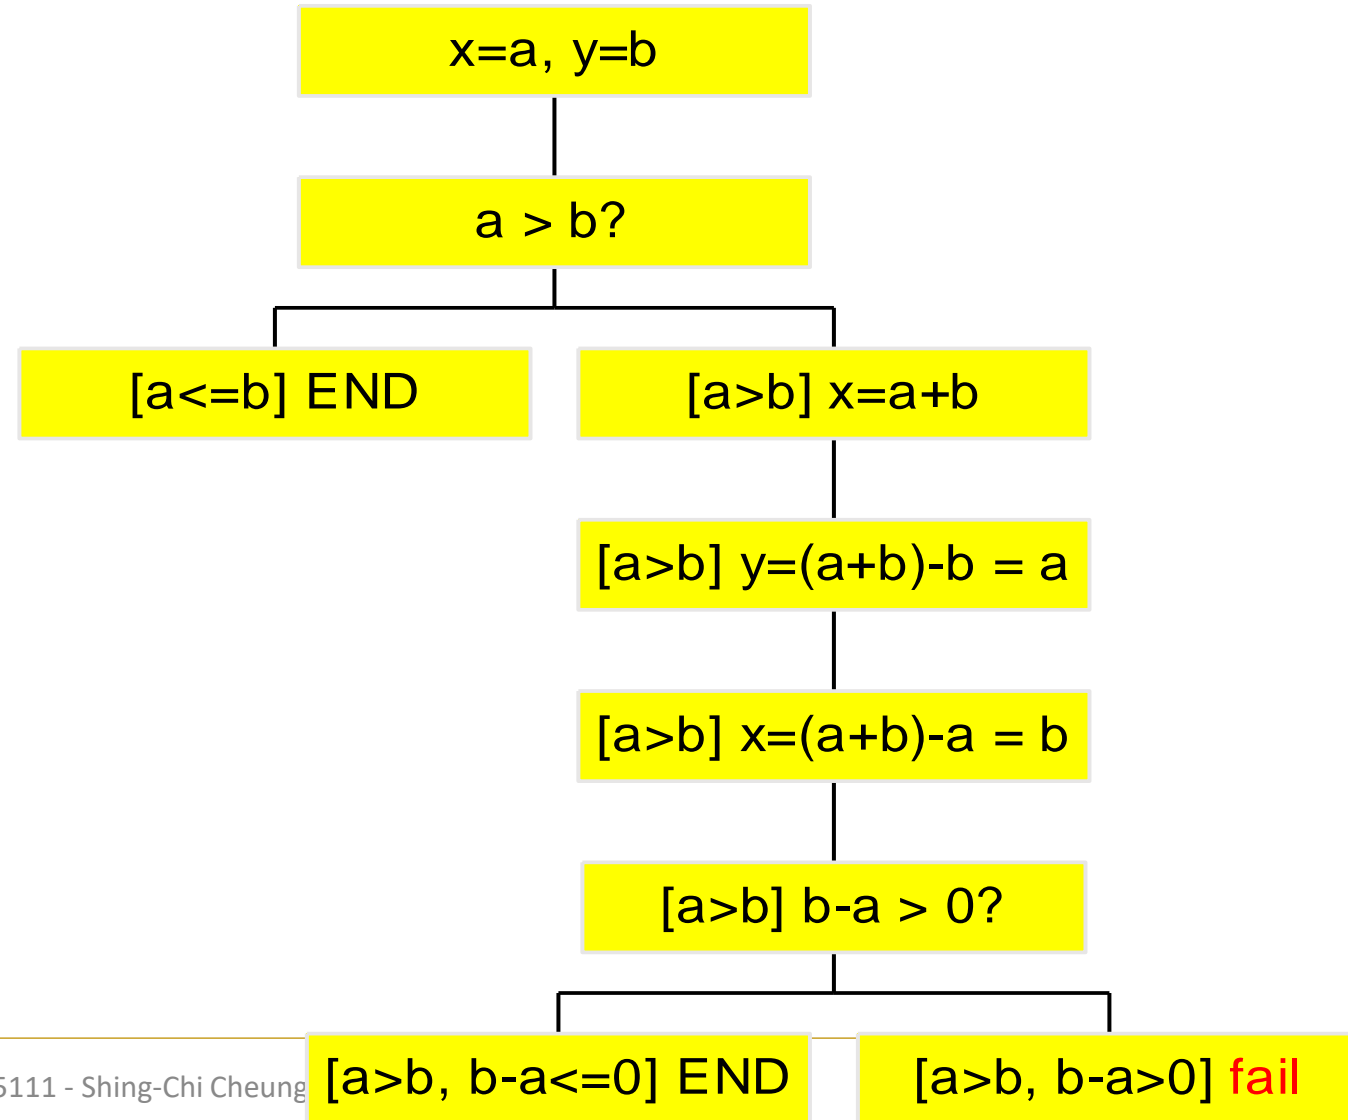 x=a, y=b
a > b?
[a<=b] END
[a>b] x=a+b
[a>b] y=(a+b)-b = a
[a>b] x=(a+b)-a = b
[a>b] b-a > 0?
[a>b, b-a<=0] END
[a>b, b-a>0] fail
5111 - Shing-Chi Cheung